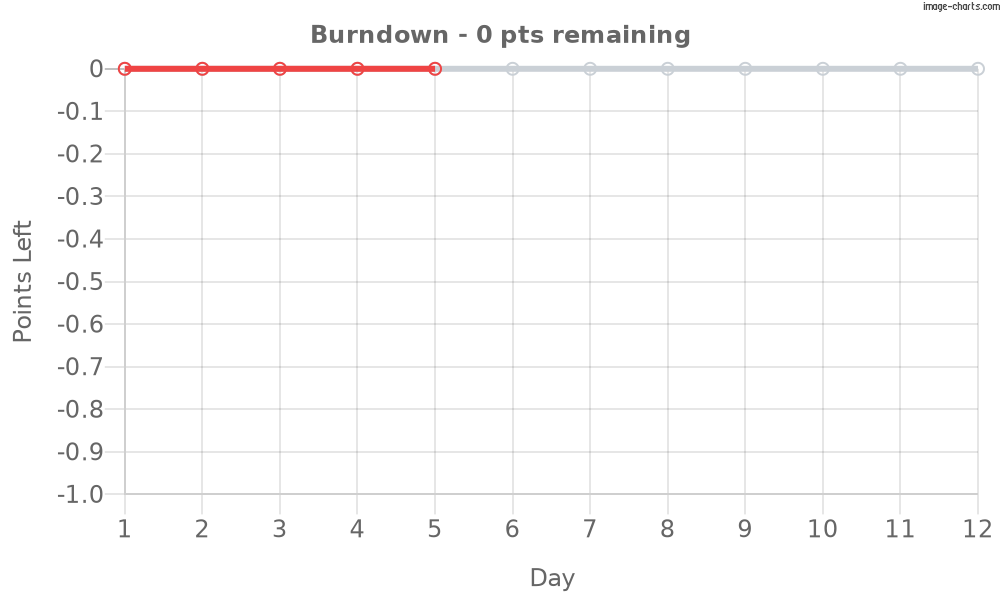 image-charts.com
Burndown - 0 pts remaining
0
-0.1
-0.2
-0.3
-0.4
-0.5
-0.6
-0.7
-0.8
-0.9
-1.0
Points Left
1 2 3 4 5 6 7 8 9 10 11 12
Day